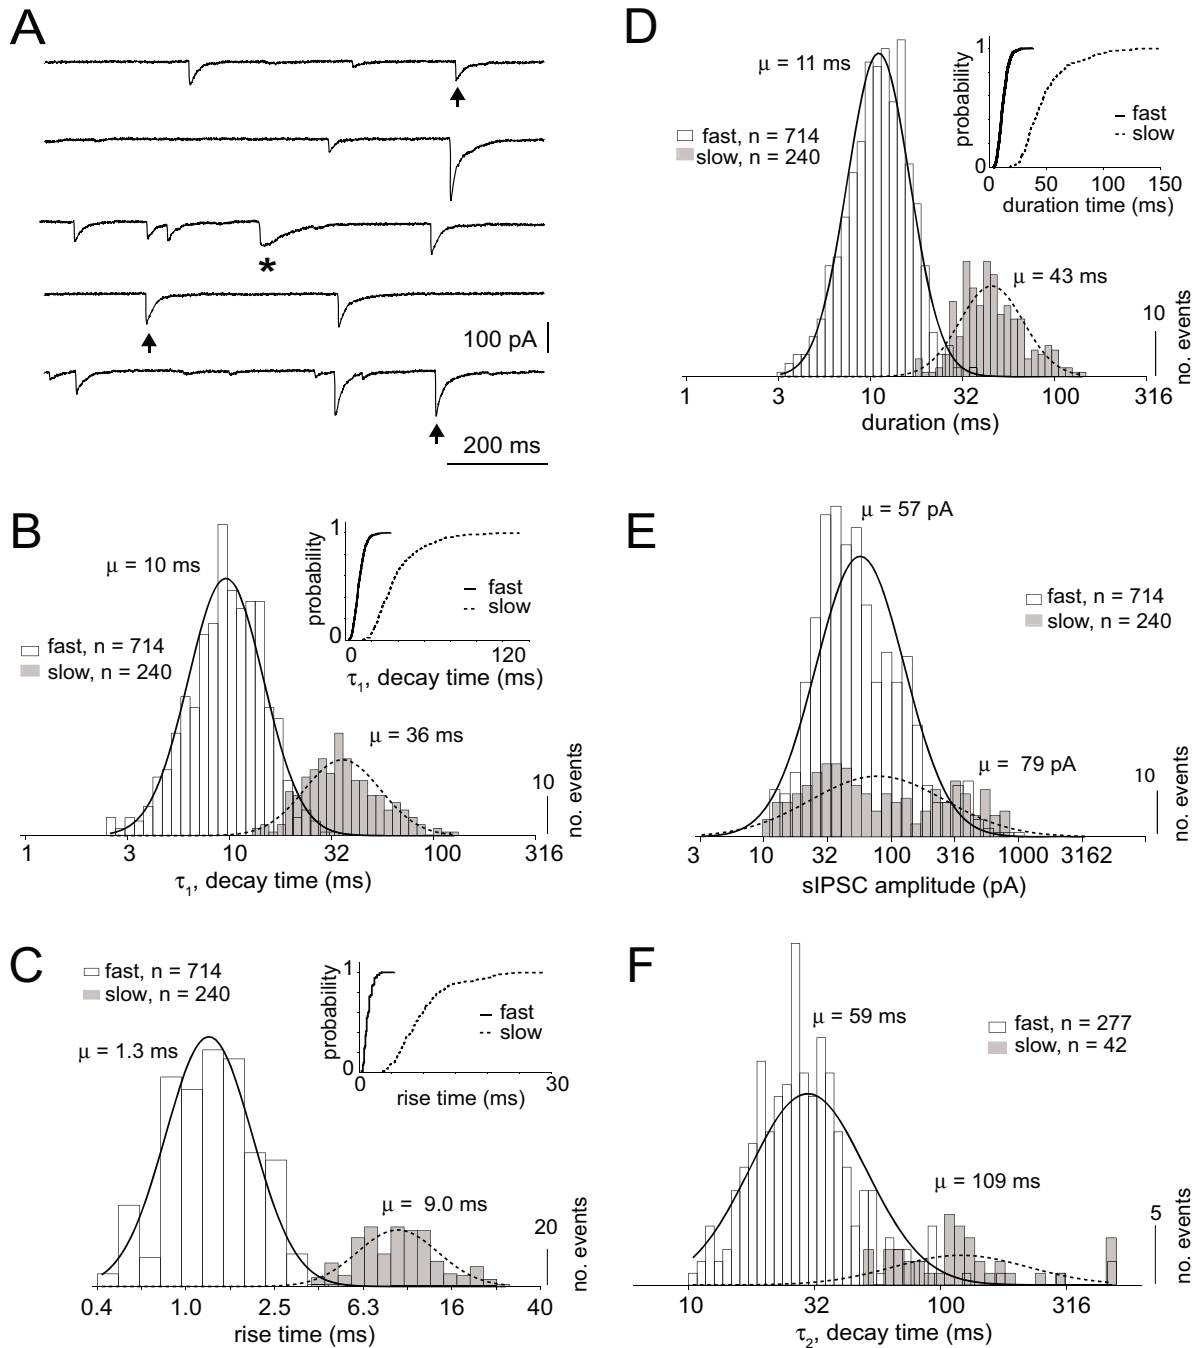 A
*
100 pA
200 ms
B
μ = 10 ms
fast, n = 714
slow, n = 240
μ = 36 ms
1
probability
0
fast
slow
0 120
τ1, decay time (ms)
10
no. events
1 3 10 32 100 316
τ1, decay time (ms)
C
fast, n = 714
slow, n = 240
μ = 1.3 ms
μ = 9.0 ms
1
probability
0
fast
slow
0 30
rise time (ms)
20
no. events
0.4 1.0 2.5 6.3 16 40
rise time (ms)
D
μ = 11 ms
fast, n = 714
slow, n = 240
μ = 43 ms
1
probability
0
fast
slow
0 50 100 150
duration time (ms)
10
no. events
1 3 10 32 100 316
duration (ms)
E
μ = 57 pA
fast, n = 714
slow, n = 240
μ = 79 pA
10
no. events
3 10 32 100 316 1000 3162
sIPSC amplitude (pA)
F
μ = 59 ms
fast, n = 277
slow, n = 42
μ = 109 ms
5
no. events
10 32 100 316
τ2, decay time (ms)